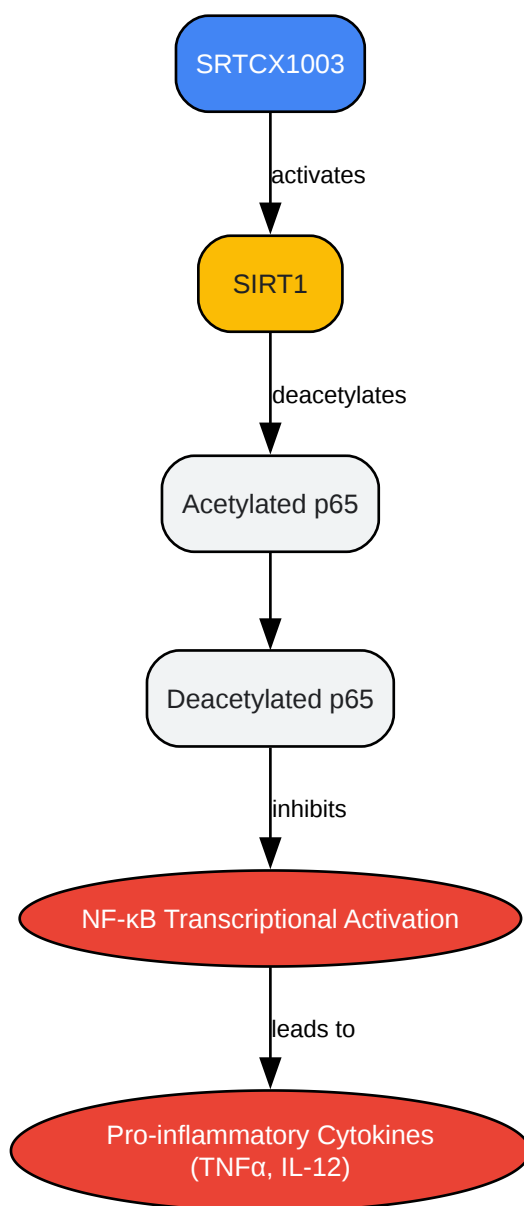 SRTCX1003
activates
SIRT1
deacetylates
Acetylated p65
Deacetylated p65
inhibits
NF-κB Transcriptional Activation
leads to
Pro-inflammatory Cytokines
(TNFα, IL-12)